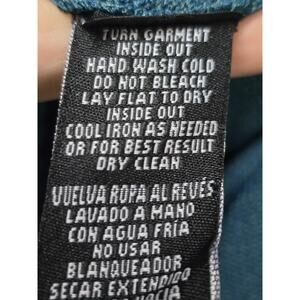 TURN GARMENT
INSIDE OUT
HAND WASH COLD
DO NOT BLEACH
LAY FLAT TO DRY
INSIDE OUT
COOL IRON AS NEEDED
OR FOR BEST RESULT
DRY CLEAN
VUELVA ROPA AL REVÉS
LAVADO A MANO
CON AGUA FRÍA
NO USAR
BLANQUEADOR
SECAR EXTENDIDO
HACIA